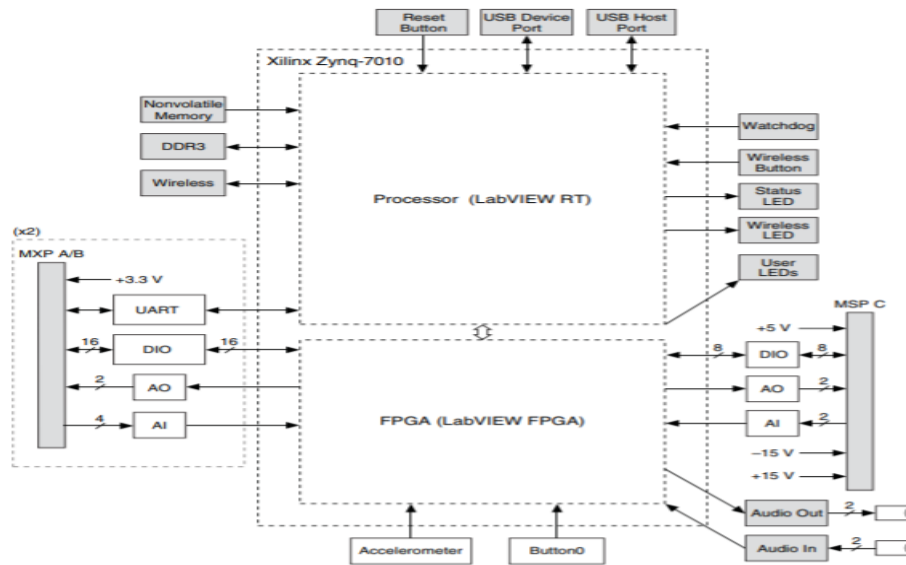 Reset
Button
USB Device
Port
USB Host
Port
Xilinx Zynq-7010
Nonvolatile
Memory
DDR3
Wireless
Processor (LabVIEW RT)
Watchdog
Wireless
Button
Status
LED
Wireless
LED
User
LEDs
(x2)
MXP A/B
+3.3 V
UART
16
DIO
16
2
AO
4
AI
FPGA (LabVIEW FPGA)
MSP C
+5 V
8
DIO
8
AO
2
AI
2
–15 V
+15 V
Audio Out
2
Audio In
2
Accelerometer
Button0